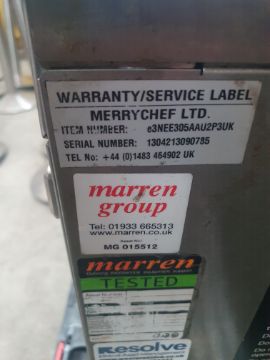 WARRANTY/SERVICE LABEL
MERRYCHEF LTD.
ITEM NUMBER: e3NEE305AAU2P3UK
SERIAL NUMBER: 1304213090785
TEL No: +44 (0)1483 464902 UK
marren
group
Tel: 01933 665313
www.marren.co.uk
MG 015512
marren
TESTED
Resolve